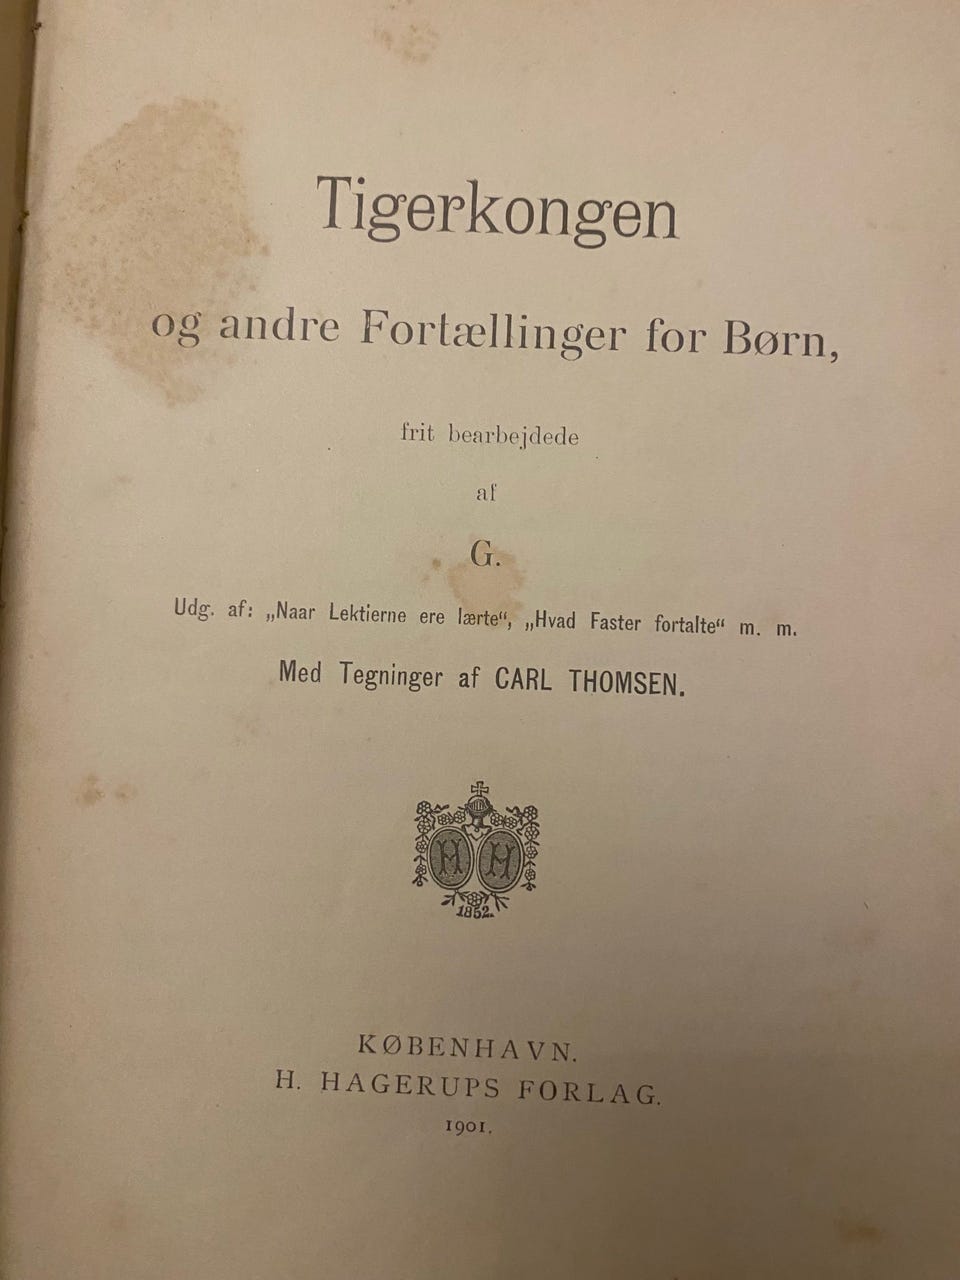 Tigerkongen
og andre Fortællinger for Børn,
frit bearbejdede
af
G.
Udg. af: „Naar Lektierne ere lærte“, „Hvad Faster fortalte“ m. m.
Med Tegninger af CARL THOMSEN.
H H
1852.
KØBENHAVN.
H. HAGERUPS FORLAG.
1901.